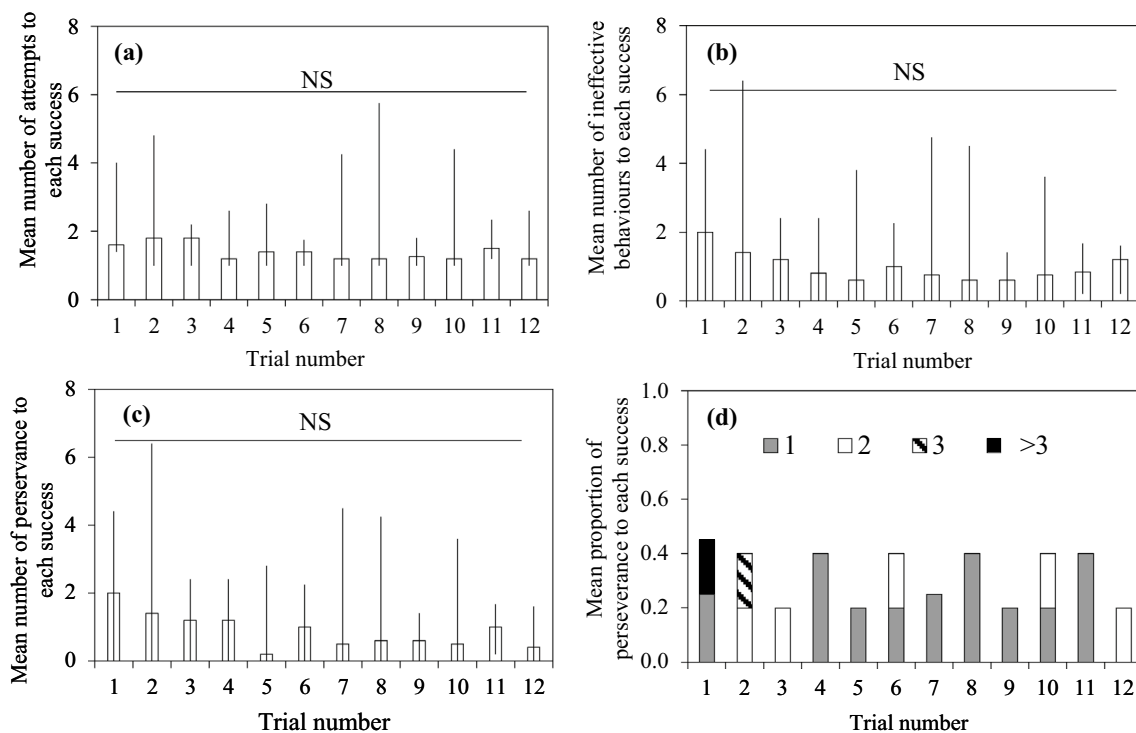 (a)
NS
Mean number of attempts to
each success
8
6
4
2
0
1 2 3 4 5 6 7 8 9 10 11 12
Trial number
(b)
NS
Mean number of ineffective
behaviours to each success
8
6
4
2
0
1 2 3 4 5 6 7 8 9 10 11 12
Trial number
(c)
NS
Mean number of perservance to
each success
8
6
4
2
0
1 2 3 4 5 6 7 8 9 10 11 12
Trial number
(d)
1 2 3 >3
Mean proportion of
perseverance to each success
1.0
0.8
0.6
0.4
0.2
0.0
1 2 3 4 5 6 7 8 9 10 11 12
Trial number